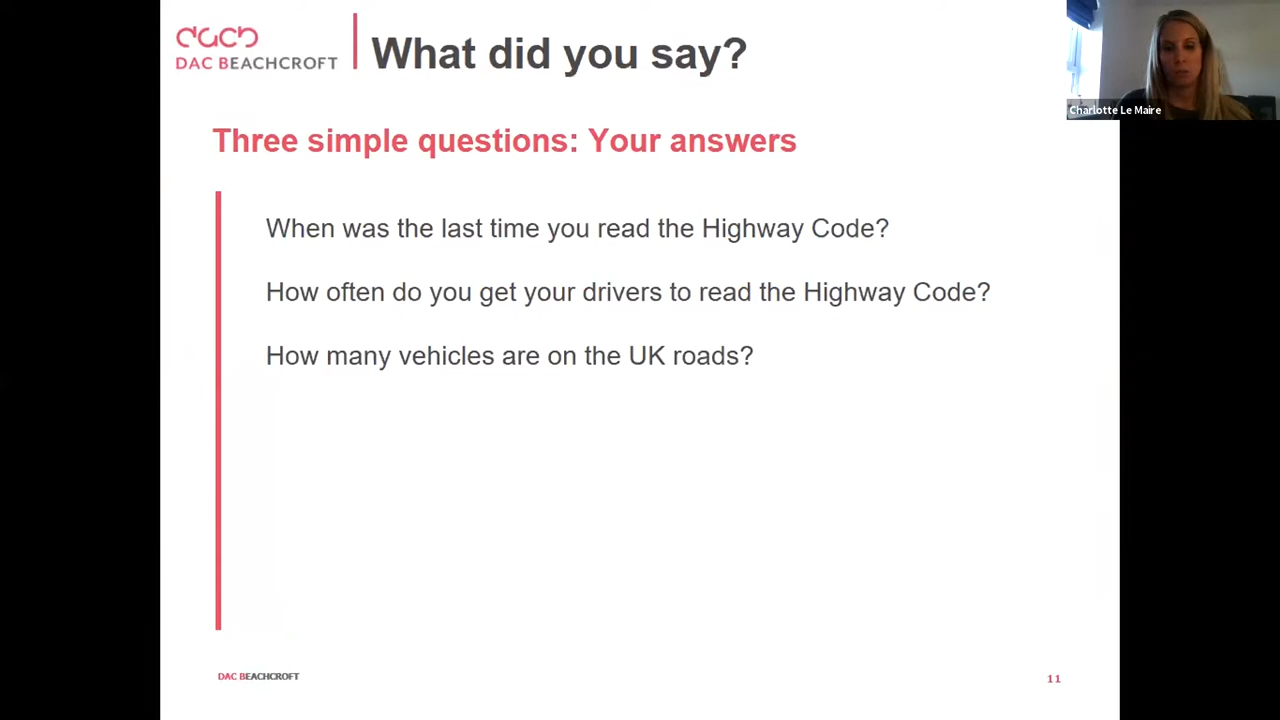 DAC BEACHCROFT
What did you say?
Charlotte Le Maire
Three simple questions: Your answers
When was the last time you read the Highway Code?
How often do you get your drivers to read the Highway Code?
How many vehicles are on the UK roads?
DAC BEACHCROFT
11